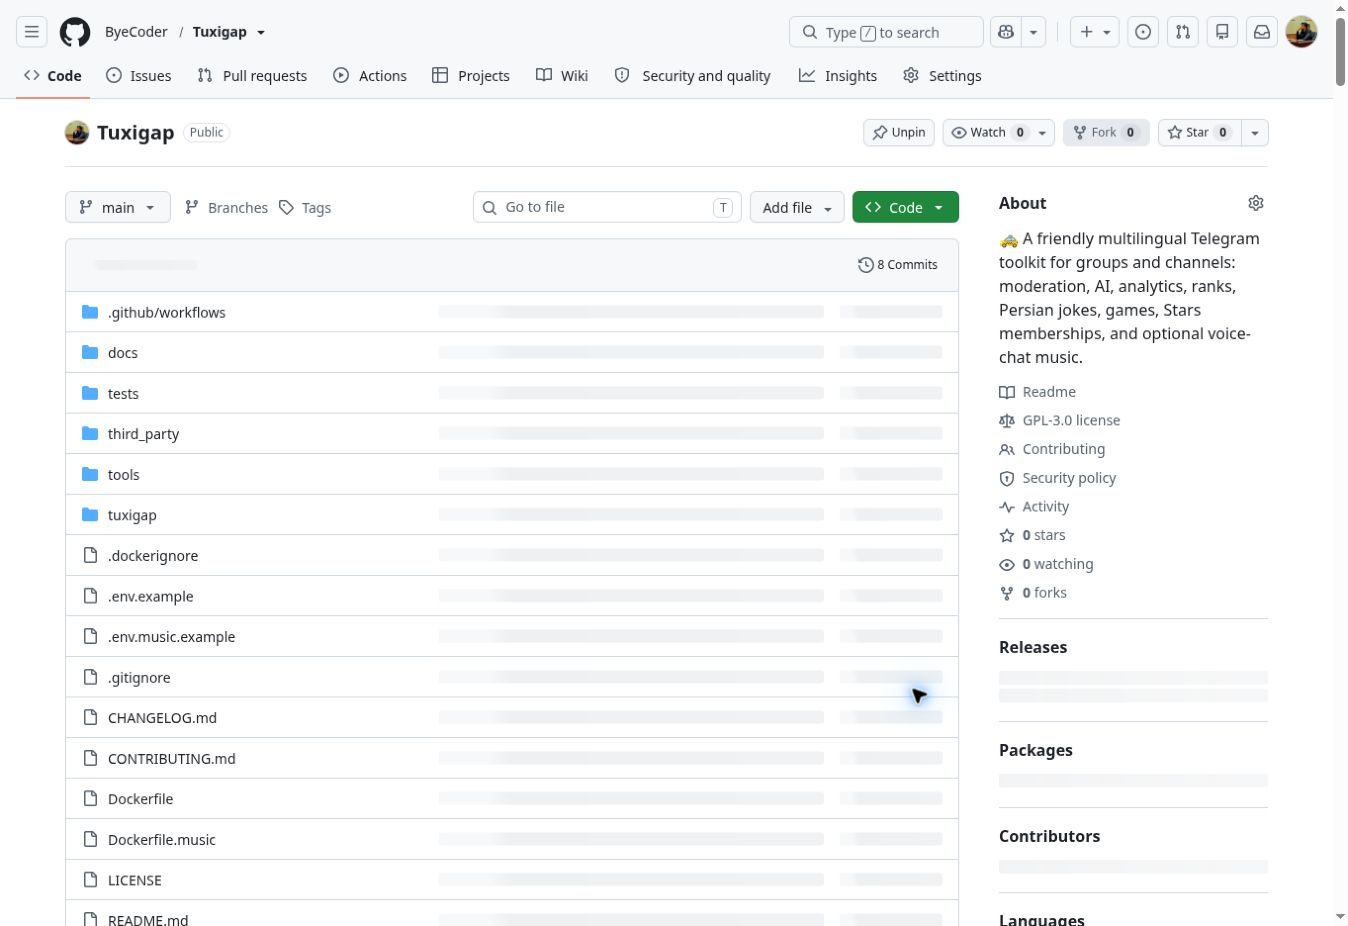 ByeCoder / Tuxigap
Type / to search
Code
Issues
Pull requests
Actions
Projects
Wiki
Security and quality
Insights
Settings
Tuxigap Public
Unpin
Watch 0
Fork 0
Star 0
main
Branches
Tags
Go to file
T
Add file
Code
8 Commits
.github/workflows
docs
tests
third_party
tools
tuxigap
.dockerignore
.env.example
.env.music.example
.gitignore
CHANGELOG.md
CONTRIBUTING.md
Dockerfile
Dockerfile.music
LICENSE
README.md
About
🚕 A friendly multilingual Telegram
toolkit for groups and channels:
moderation, AI, analytics, ranks,
Persian jokes, games, Stars
memberships, and optional voice-
chat music.
Readme
GPL-3.0 license
Contributing
Security policy
Activity
0 stars
0 watching
0 forks
Releases
Packages
Contributors
Languages